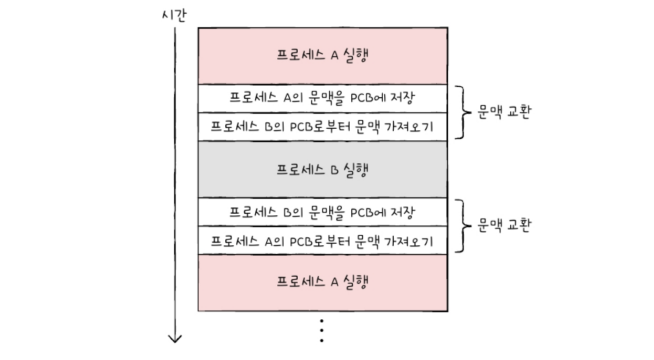 시간
프로세스 A 실행
프로세스 A의 문맥을 PCB에 저장
프로세스 B의 PCB로부터 문맥 가져오기
문맥 교환
프로세스 B 실행
프로세스 B의 문맥을 PCB에 저장
프로세스 A의 PCB로부터 문맥 가져오기
문맥 교환
프로세스 A 실행